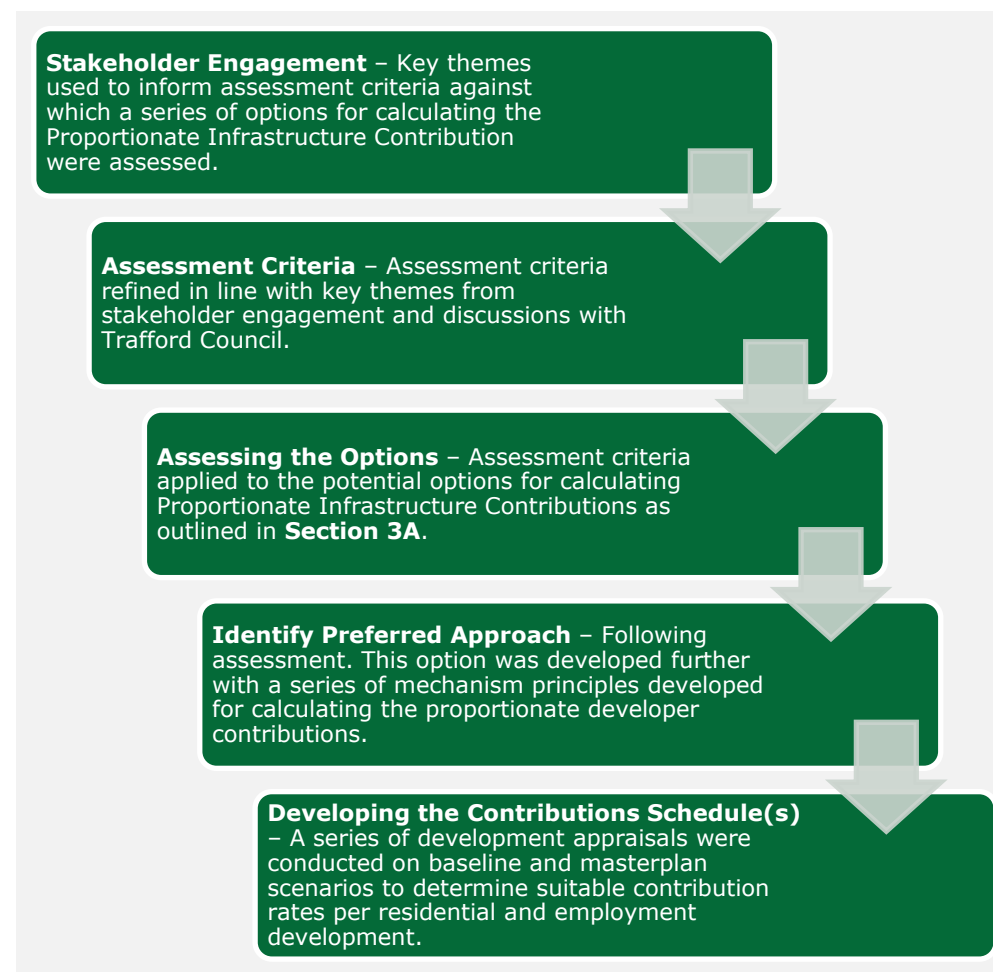 Stakeholder Engagement – Key themes
used to inform assessment criteria against
which a series of options for calculating the
Proportionate Infrastructure Contribution
were assessed.
Assessment Criteria – Assessment criteria
refined in line with key themes from
stakeholder engagement and discussions with
Trafford Council.
Assessing the Options – Assessment criteria
applied to the potential options for calculating
Proportionate Infrastructure Contributions as
outlined in Section 3A.
Identify Preferred Approach – Following
assessment. This option was developed further
with a series of mechanism principles developed
for calculating the proportionate developer
contributions.
Developing the Contributions Schedule(s)
– A series of development appraisals were
conducted on baseline and masterplan
scenarios to determine suitable contribution
rates per residential and employment
development.